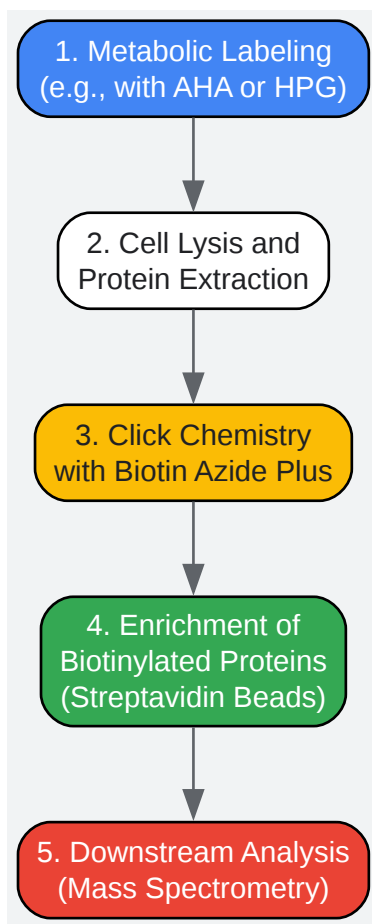 1. Metabolic Labeling
(e.g., with AHA or HPG)
2. Cell Lysis and
Protein Extraction
3. Click Chemistry
with Biotin Azide Plus
4. Enrichment of
Biotinylated Proteins
(Streptavidin Beads)
5. Downstream Analysis
(Mass Spectrometry)